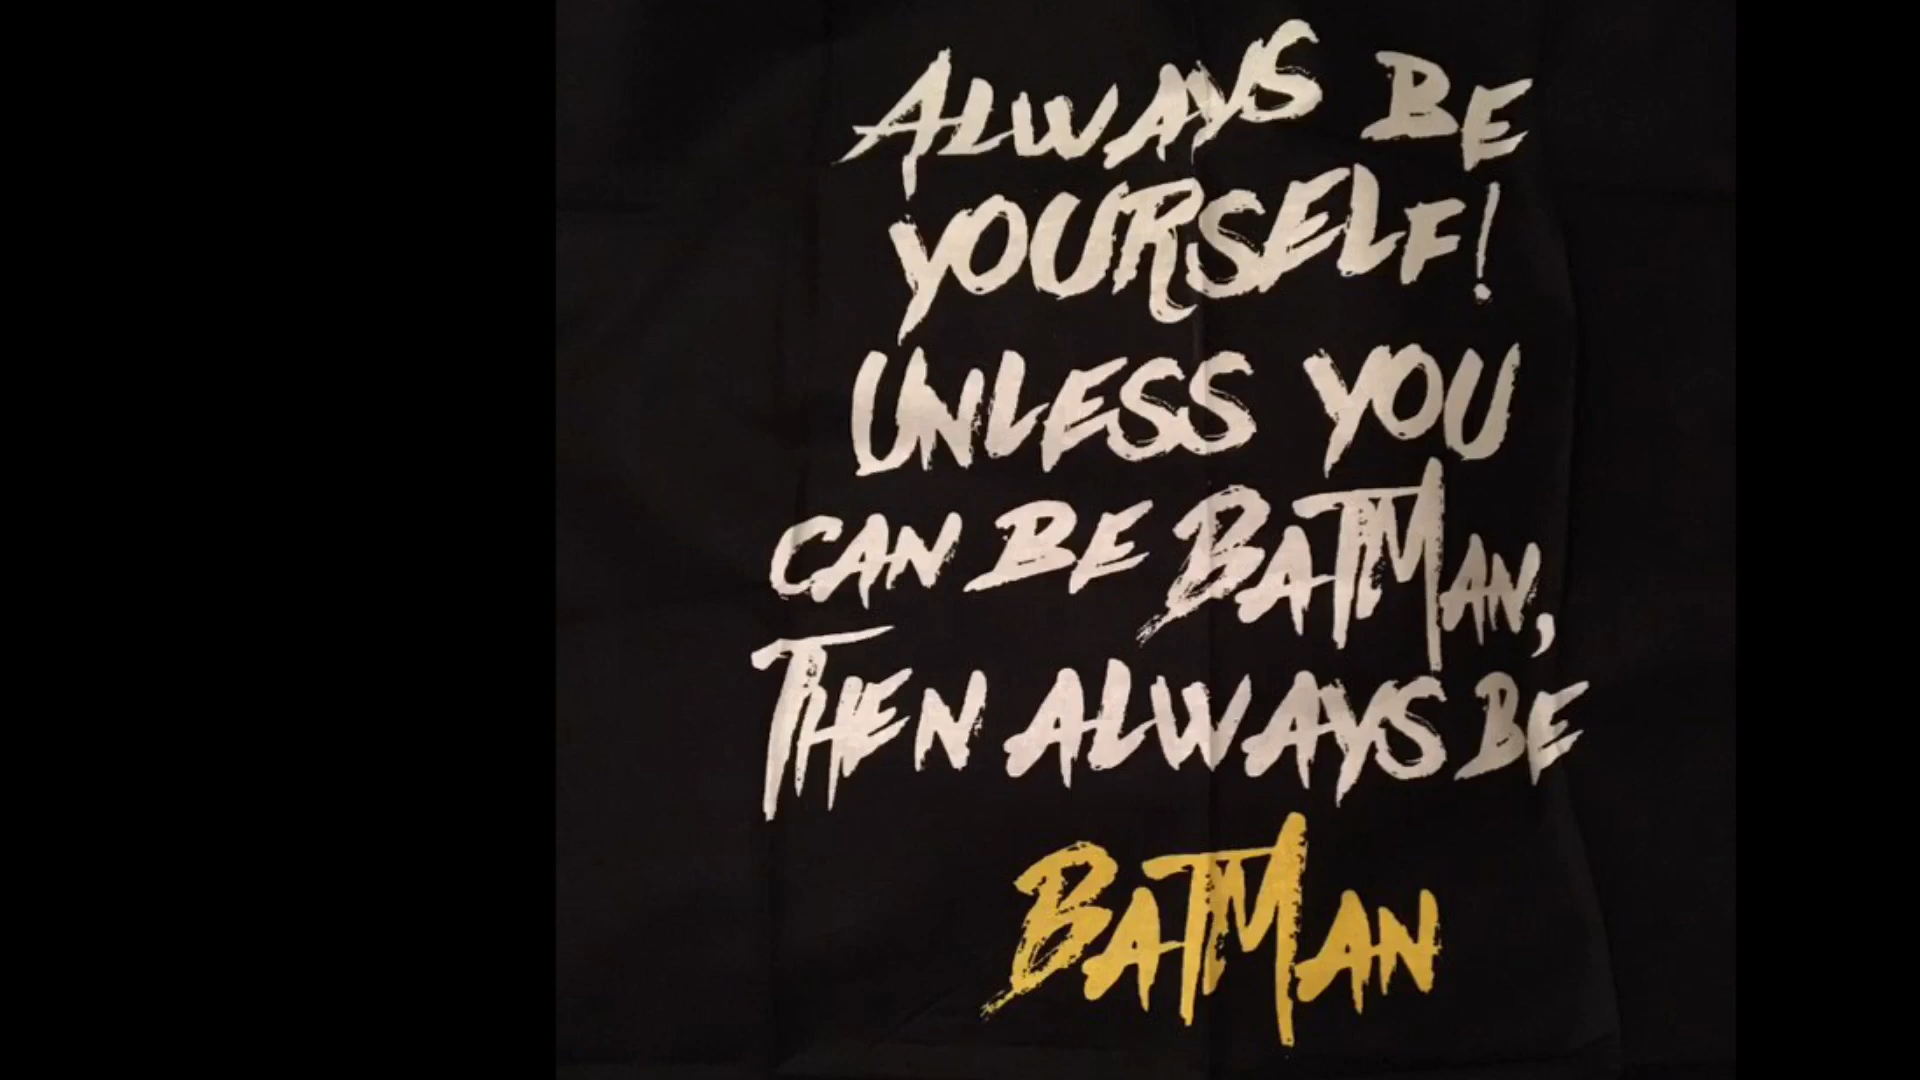 ALWAYS BE
YOURSELF!
UNLESS YOU
CAN BE BATMAN,
THEN ALWAYS BE
BATMAN